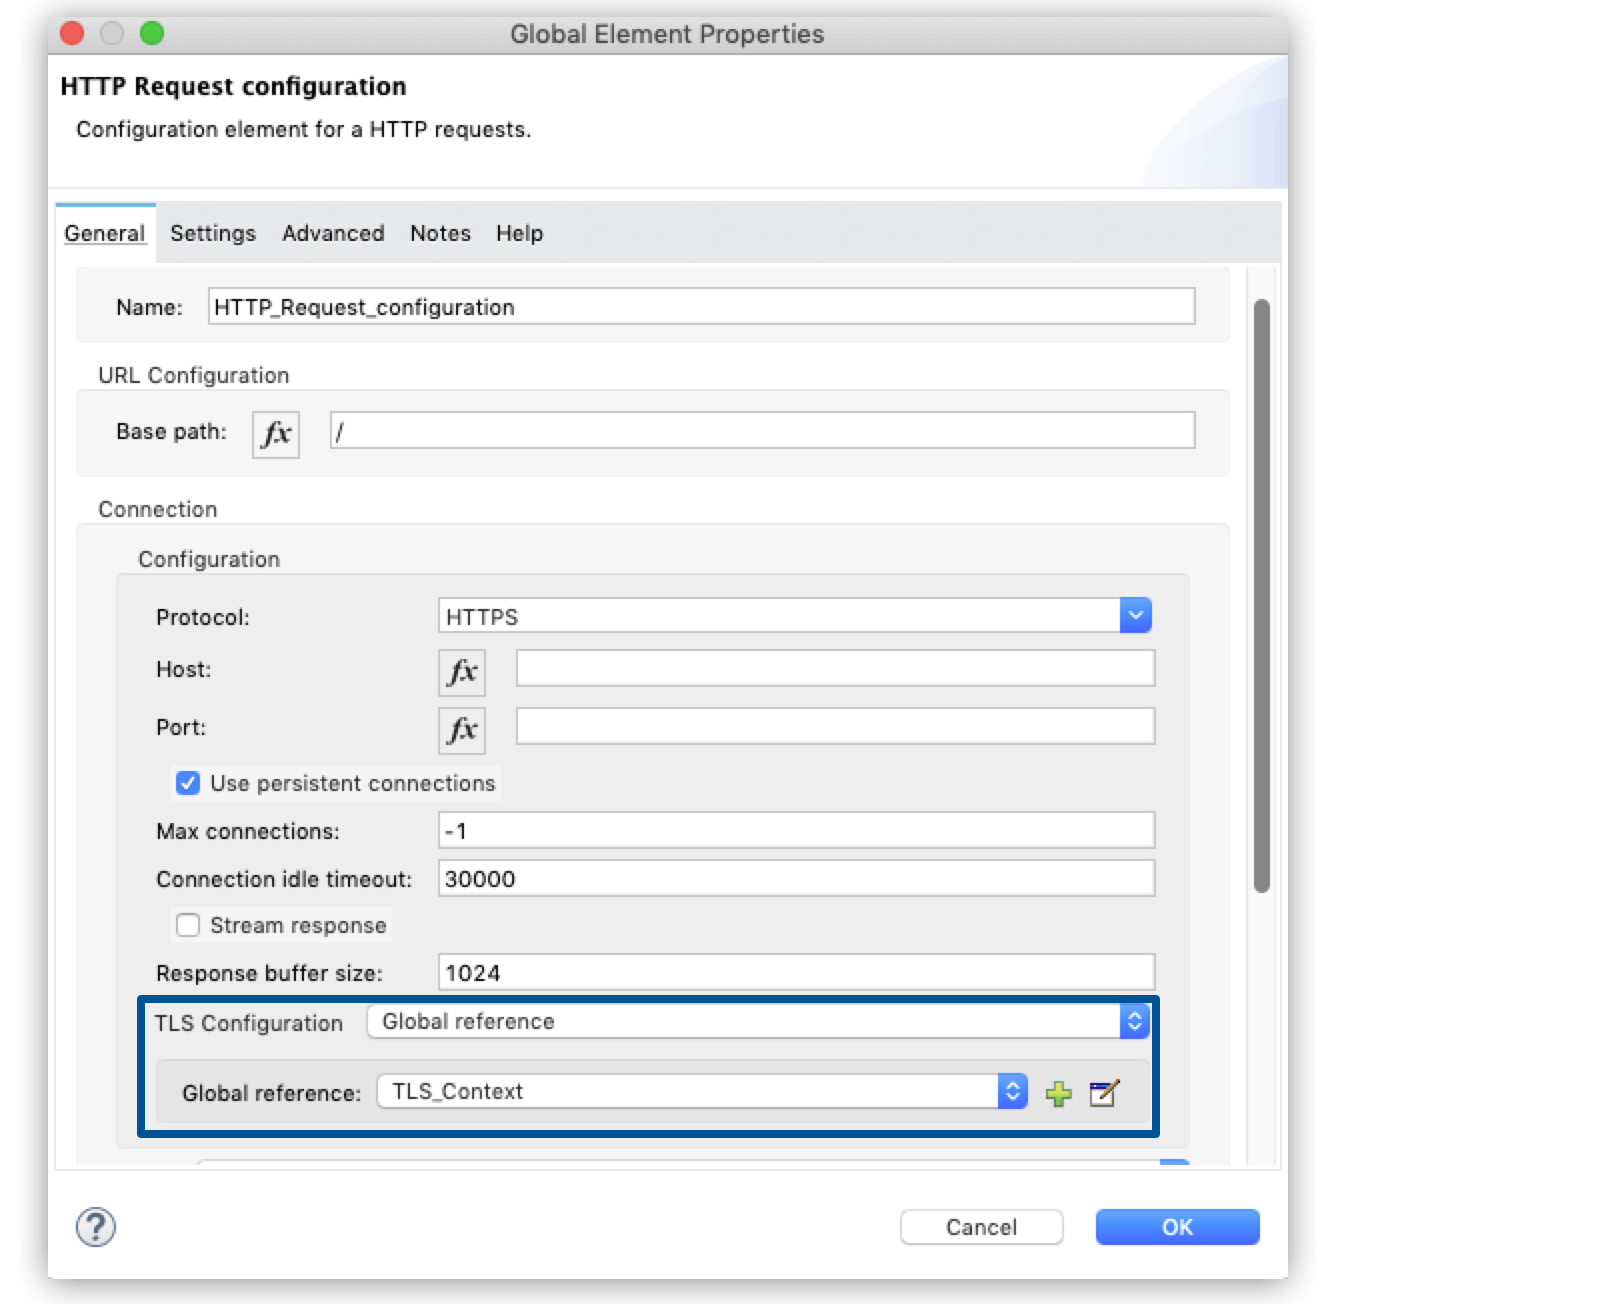 Global Element Properties
HTTP Request configuration
Configuration element for a HTTP requests.
General Settings Advanced Notes Help
Name: HTTP_Request_configuration
URL Configuration
Base path: fx /
Connection
Configuration
Protocol: HTTPS
Host: fx
Port: fx
Use persistent connections
Max connections: -1
Connection idle timeout: 30000
Stream response
Response buffer size: 1024
TLS Configuration Global reference
Global reference: TLS_Context
? Cancel OK